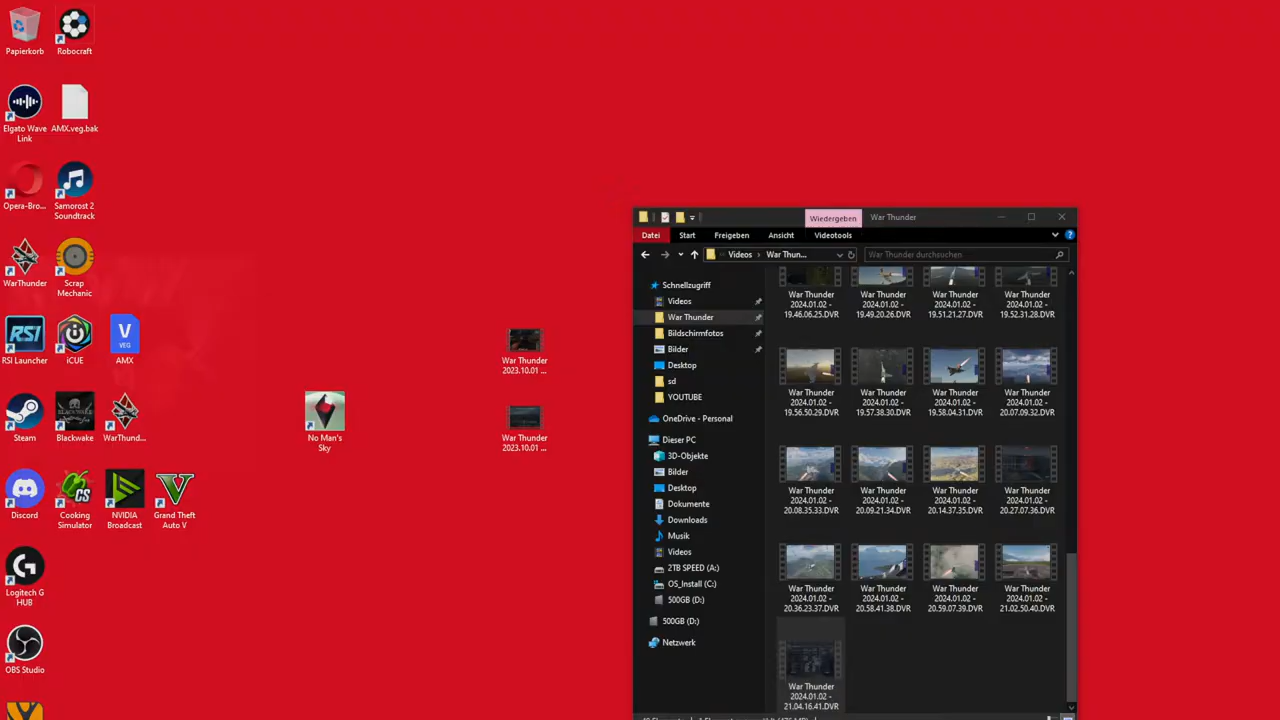 Papierkorb
Robocraft
Elgato Wave
Link
AMX.veg.bak
Opera-Bro...
Samorost 2
Soundtrack
WarThunder
Scrap
Mechanic
RSI Launcher
iCUE
VEG
AMX
Steam
Blackwake
WarThund...
Discord
Cooking
Simulator
NVIDIA
Broadcast
Grand Theft
Auto V
Logitech G
HUB
OBS Studio
No Man's
Sky
War Thunder
2023.10.01 ...
War Thunder
2023.10.01 ...
Wiedergeben
War Thunder
Datei
Start
Freigeben
Ansicht
Videotools
Videos
War Thun...
War Thunder durchsuchen
Schnellzugriff
Videos
War Thunder
Bildschirmfotos
Bilder
Desktop
sd
YOUTUBE
OneDrive - Personal
Dieser PC
3D-Objekte
Bilder
Desktop
Dokumente
Downloads
Musik
Videos
2TB SPEED (A:)
OS_Install (C:)
500GB (D:)
500GB (D:)
Netzwerk
War Thunder
2024.01.02 -
19.46.06.25.DVR
War Thunder
2024.01.02 -
19.49.20.26.DVR
War Thunder
2024.01.02 -
19.51.21.27.DVR
War Thunder
2024.01.02 -
19.52.31.28.DVR
War Thunder
2024.01.02 -
19.56.50.29.DVR
War Thunder
2024.01.02 -
19.57.38.30.DVR
War Thunder
2024.01.02 -
19.58.04.31.DVR
War Thunder
2024.01.02 -
20.07.09.32.DVR
War Thunder
2024.01.02 -
20.08.35.33.DVR
War Thunder
2024.01.02 -
20.09.21.34.DVR
War Thunder
2024.01.02 -
20.14.37.35.DVR
War Thunder
2024.01.02 -
20.27.07.36.DVR
War Thunder
2024.01.02 -
20.36.23.37.DVR
War Thunder
2024.01.02 -
20.58.41.38.DVR
War Thunder
2024.01.02 -
20.59.07.39.DVR
War Thunder
2024.01.02 -
21.02.50.40.DVR
War Thunder
2024.01.02 -
21.04.16.41.DVR